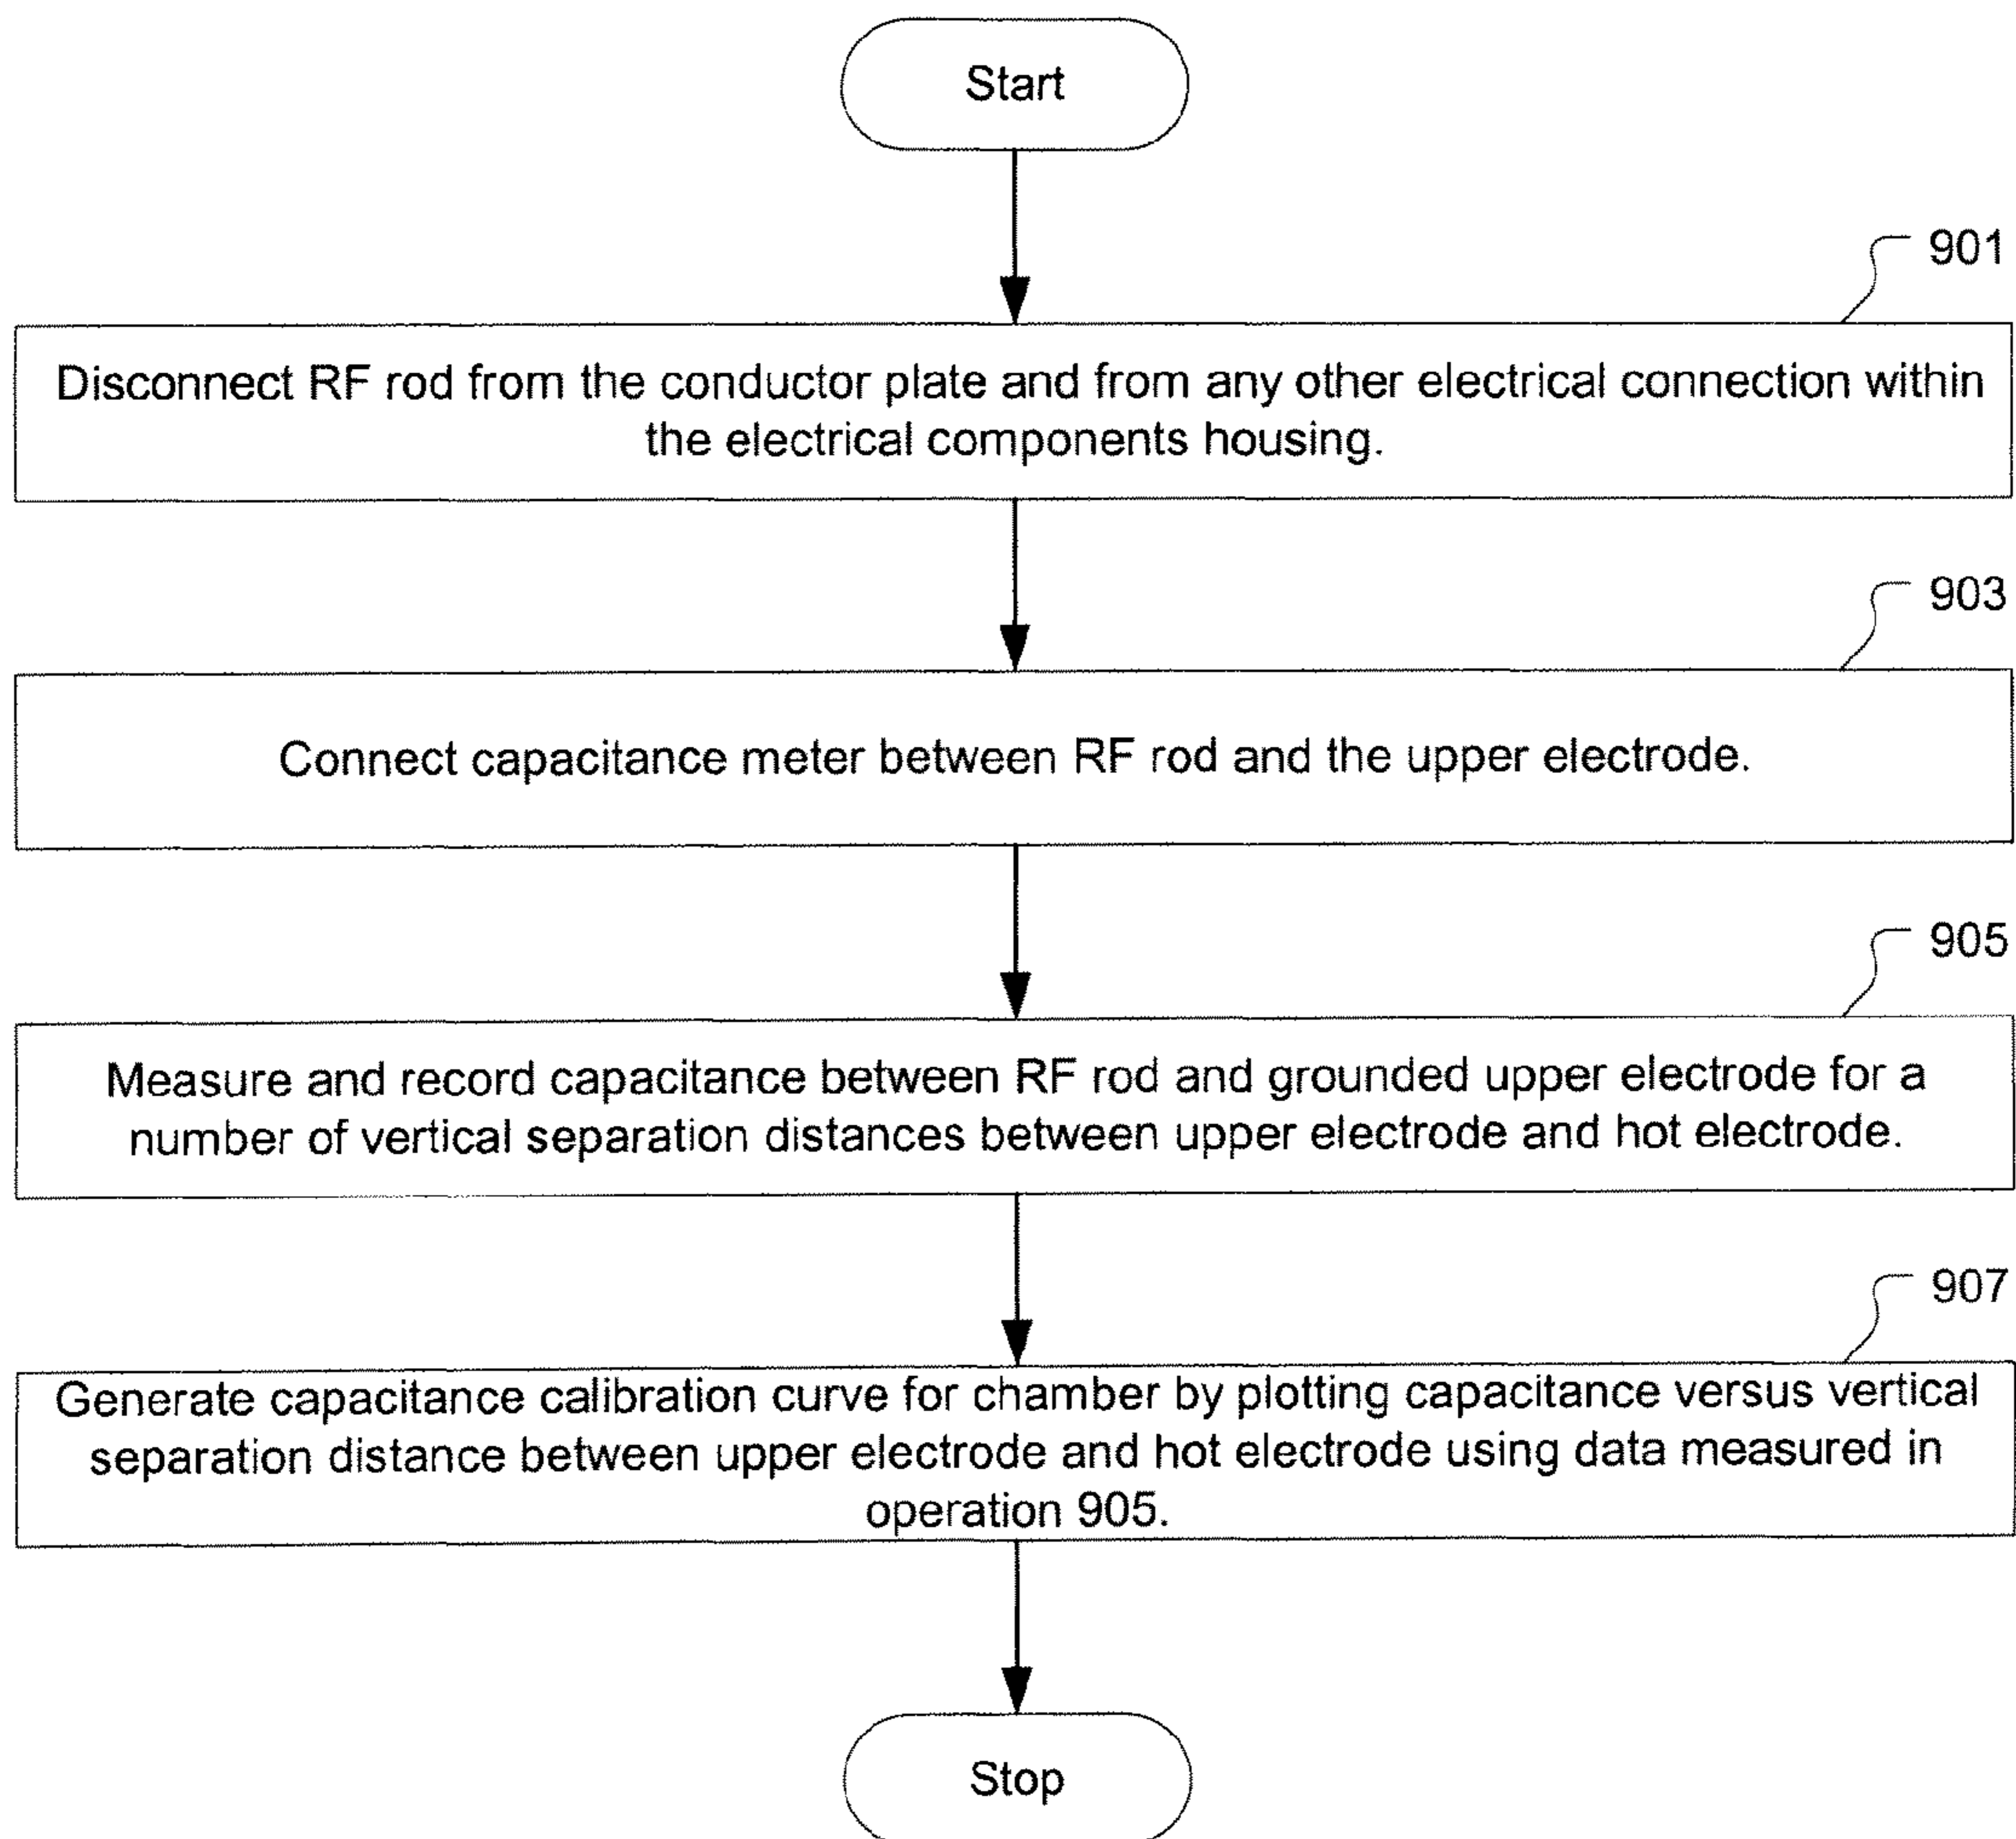 Start
901
Disconnect RF rod from the conductor plate and from any other electrical connection within
the electrical components housing.
903
Connect capacitance meter between RF rod and the upper electrode.
905
Measure and record capacitance between RF rod and grounded upper electrode for a
number of vertical separation distances between upper electrode and hot electrode.
907
Generate capacitance calibration curve for chamber by plotting capacitance versus vertical
separation distance between upper electrode and hot electrode using data measured in
operation 905.
Stop